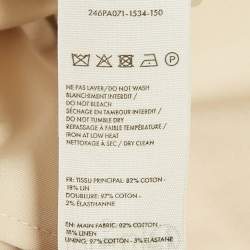 246PA071-1534-150
NE PAS LAVER/DO NOT WASH
BLANCHIMENT INTERDIT/
DO NOT BLEACH
SÉCHAGE EN TAMBOUR INTERDIT/
DO NOT TUMBLE DRY
REPASSAGE À FAIBLE TEMPÉRATURE/
IRON AT LOW HEAT
NETTOYAGE À SEC/ DRY CLEAN
FR: TISSU PRINCIPAL: 82% COTON -
18% LIN
DOUBLURE: 97% COTON -
2% ÉLASTHANNE
EN: MAIN FABRIC: 92% COTTON -
18% LINEN
LINING: 97% COTTON - 3% ELASTANE